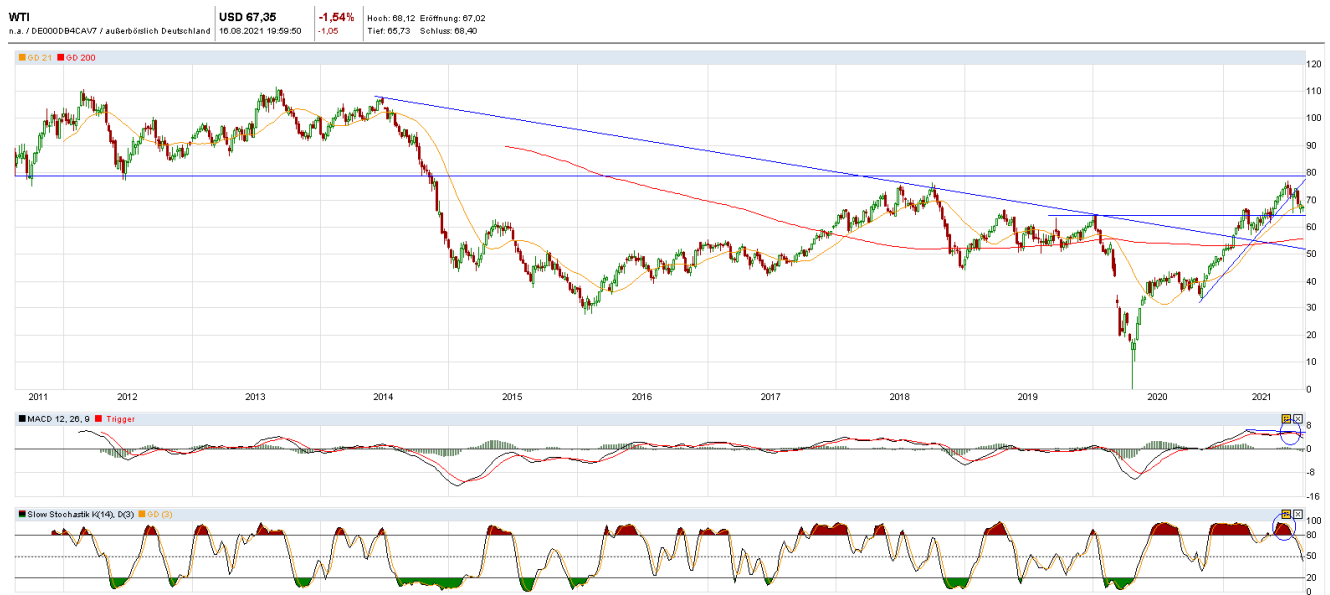 WTI
n.a. / DE000DB4CAV7 / außerbörslich Deutschland
USD 67,35
16.08.2021 19:59:50
-1,54%
-1,05
Hoch: 68,12 Eröffnung: 67,02
Tief: 65,73 Schluss: 68,40
GD 21 GD 200
120
110
100
90
80
70
60
50
40
30
20
10
0
2011 2012 2013 2014 2015 2016 2017 2018 2019 2020 2021
MACD 12, 26, 9 Trigger
8
0
-8
-16
Slow Stochastik K(14), D(3) GD (3)
100
80
50
20
0